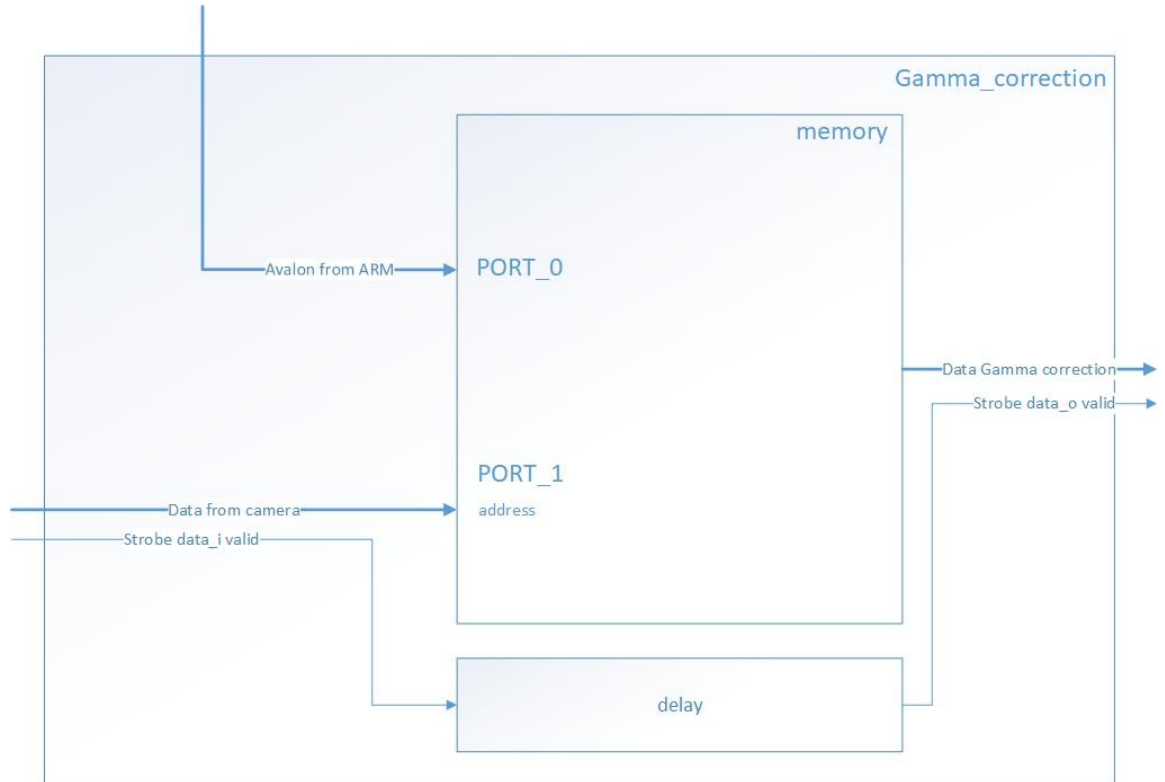 Gamma_correction
memory
Avalon from ARM
PORT_0
Data Gamma correction
Strobe data_o valid
PORT_1
Data from camera
address
Strobe data_i valid
delay